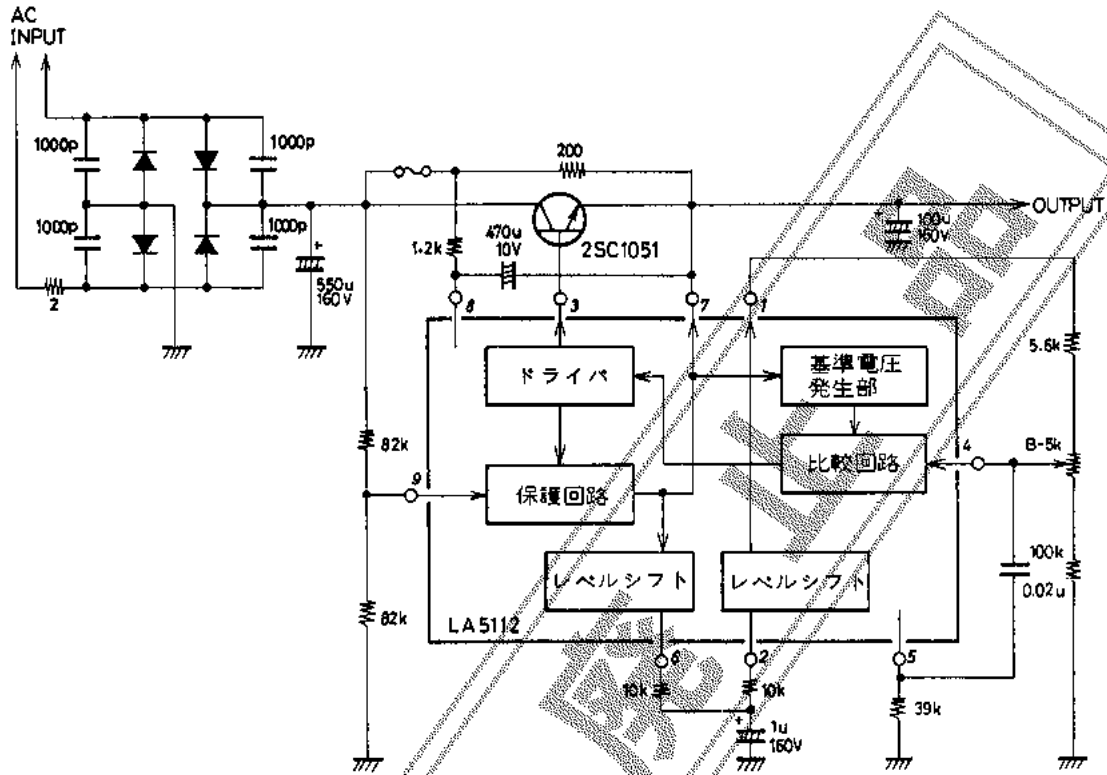 AC
INPUT
1000p
1000p
1000p
1000p
2
550u
160V
200
1.2k
470u
10V
2SC1051
100u
160V
OUTPUT
8
3
7
1
ドライバ
基準電圧
発生部
5.6k
82k
9
保護回路
比較回路
4
B-5k
レベルシフト
レベルシフト
100k
0.02u
82k
LA5112
6
2
5
10k
10k
39k
1u
160V